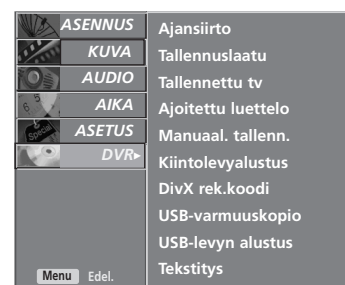 ASENNUS
KUVA
AUDIO
AIKA
ASETUS
DVR▸
Menu Edel.
Ajansiirto
Tallennuslaatu
Tallennettu tv
Ajoitettu luettelo
Manuaal. tallenn.
Kiintolevyalustus
DivX rek.koodi
USB-varmuuskopio
USB-levyn alustus
Tekstitys